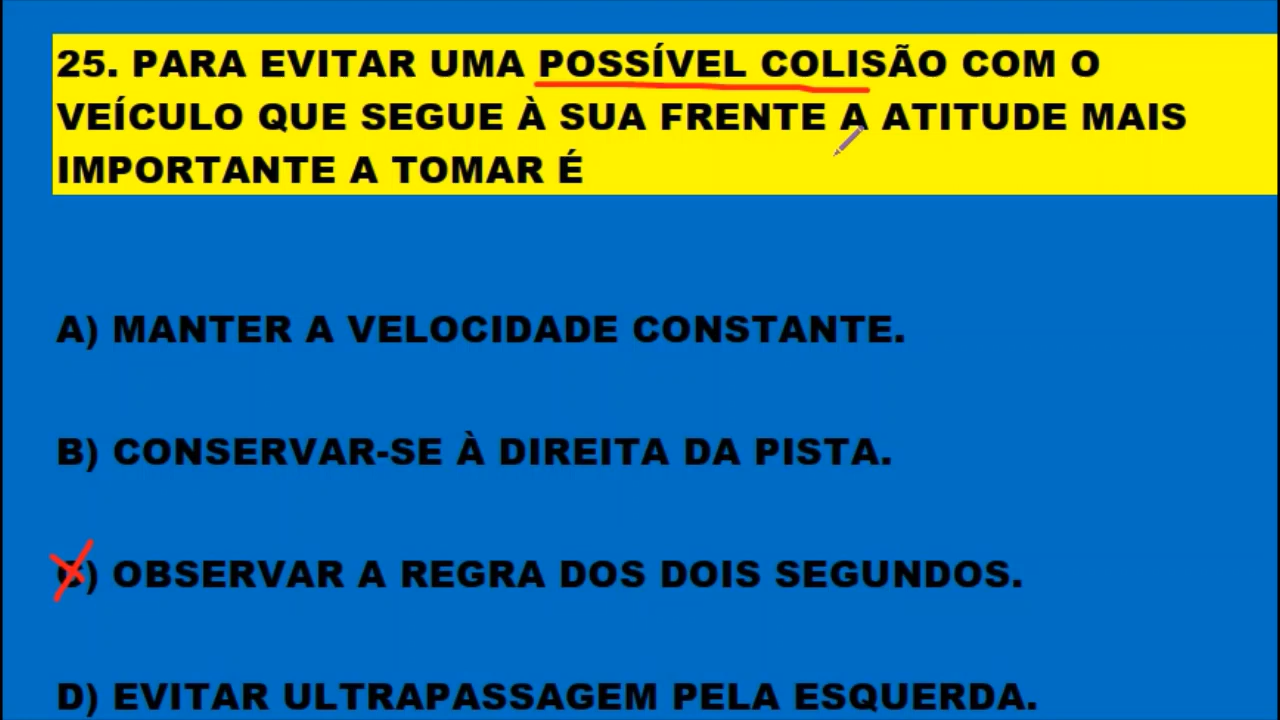 25. PARA EVITAR UMA POSSÍVEL COLISÃO COM O
VEÍCULO QUE SEGUE À SUA FRENTE A ATITUDE MAIS
IMPORTANTE A TOMAR É
A) MANTER A VELOCIDADE CONSTANTE.
B) CONSERVAR-SE À DIREITA DA PISTA.
C) OBSERVAR A REGRA DOS DOIS SEGUNDOS.
D) EVITAR ULTRAPASSAGEM PELA ESQUERDA.